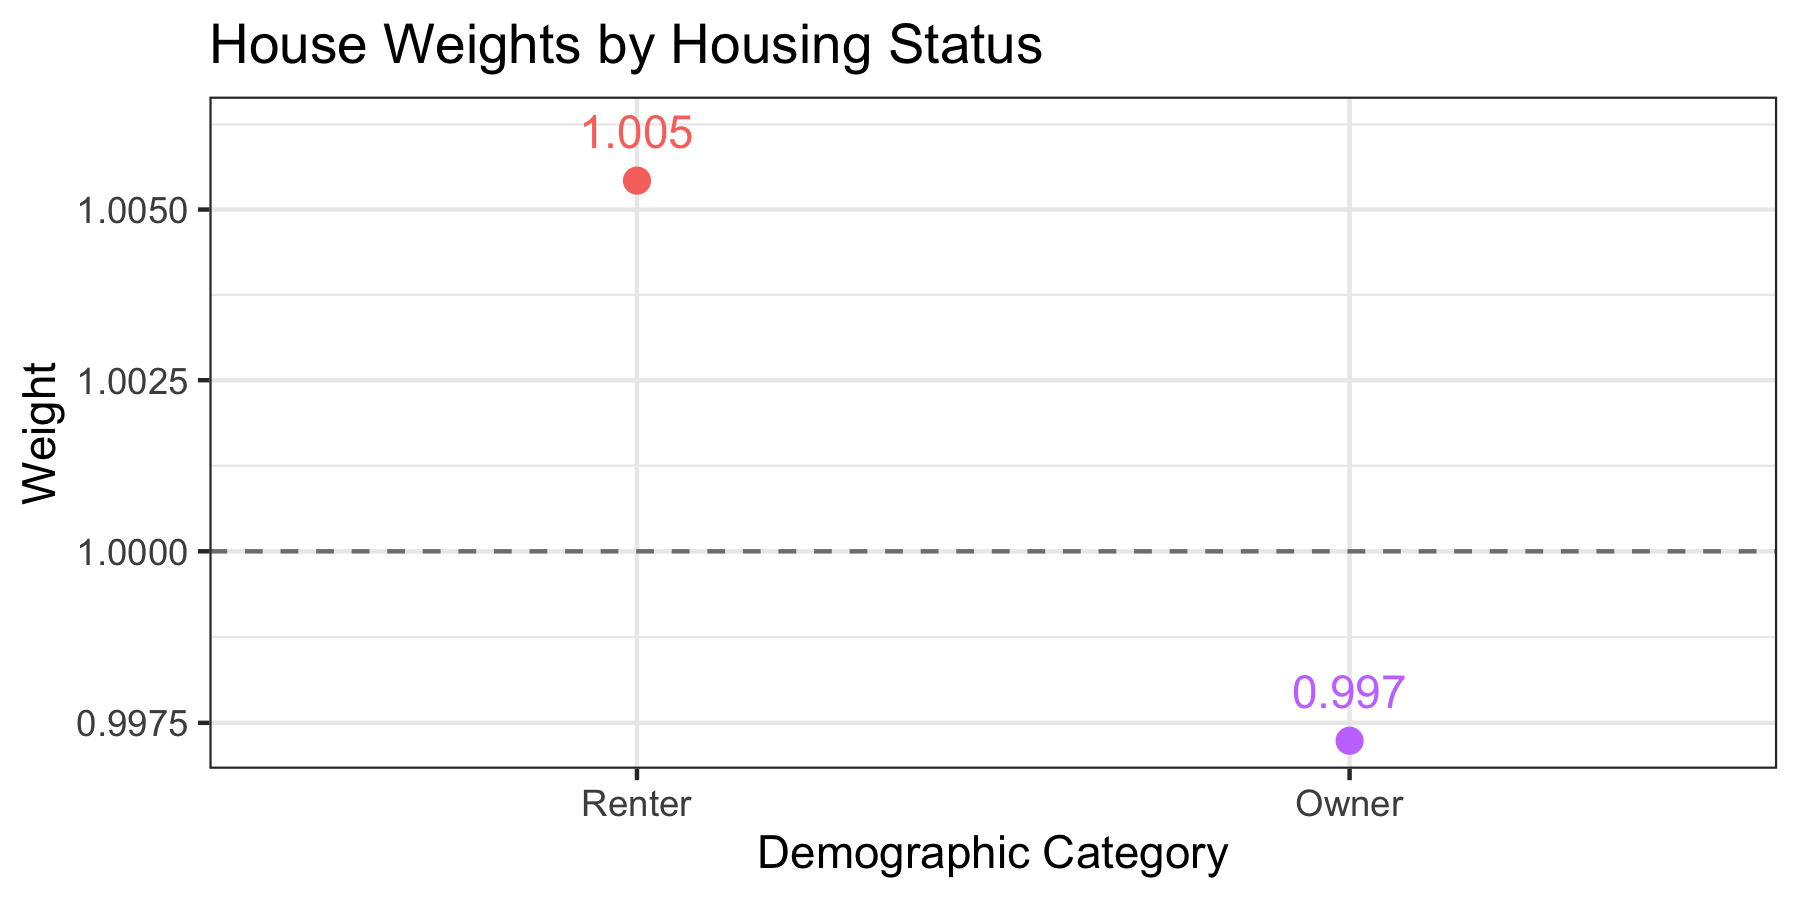 House Weights by Housing Status
1.005
1.0050
1.0025
1.0000
0.997
0.9975
Weight
Renter
Owner
Demographic Category